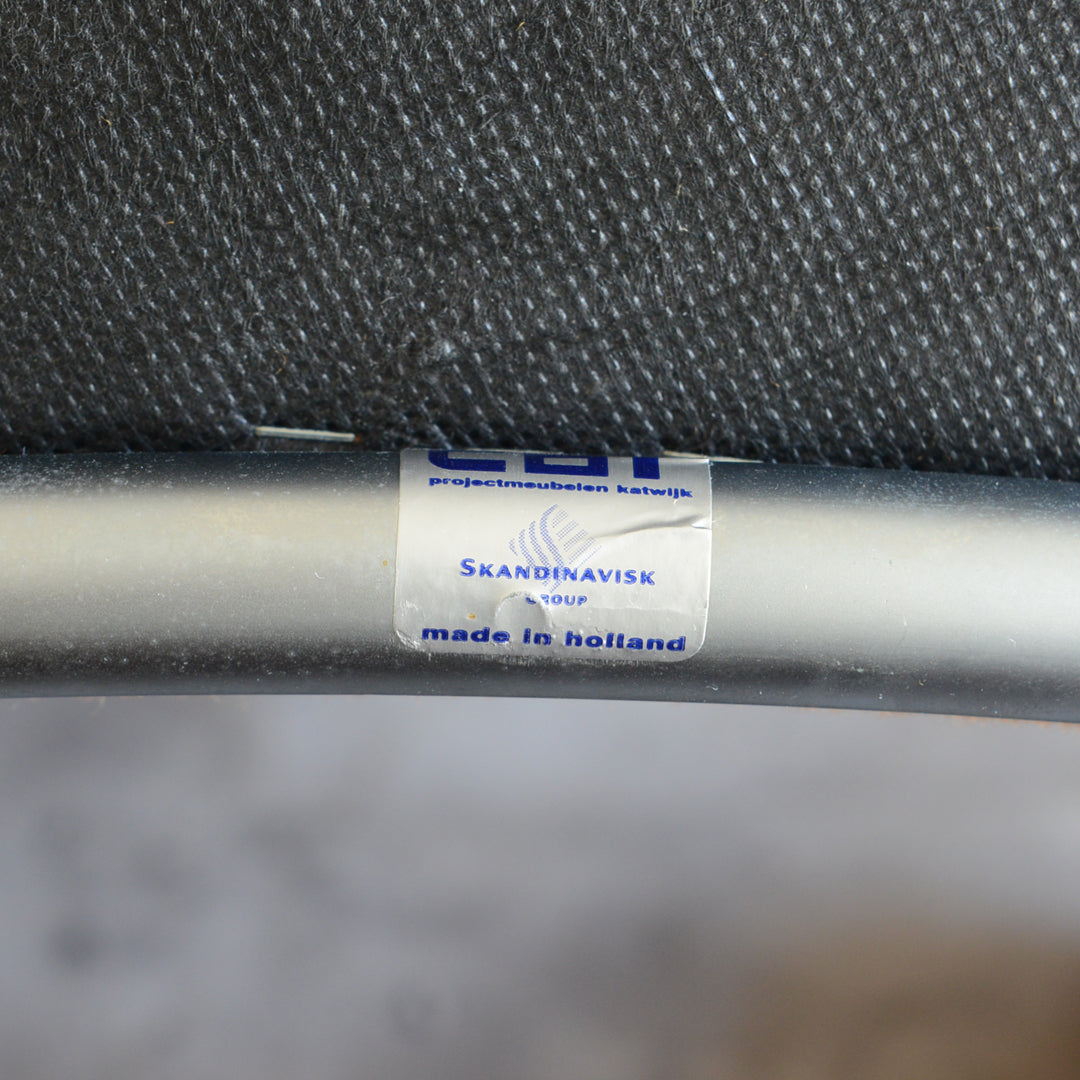 projectmeubelen katwijk
SKANDINAVISK
GROUP
made in holland